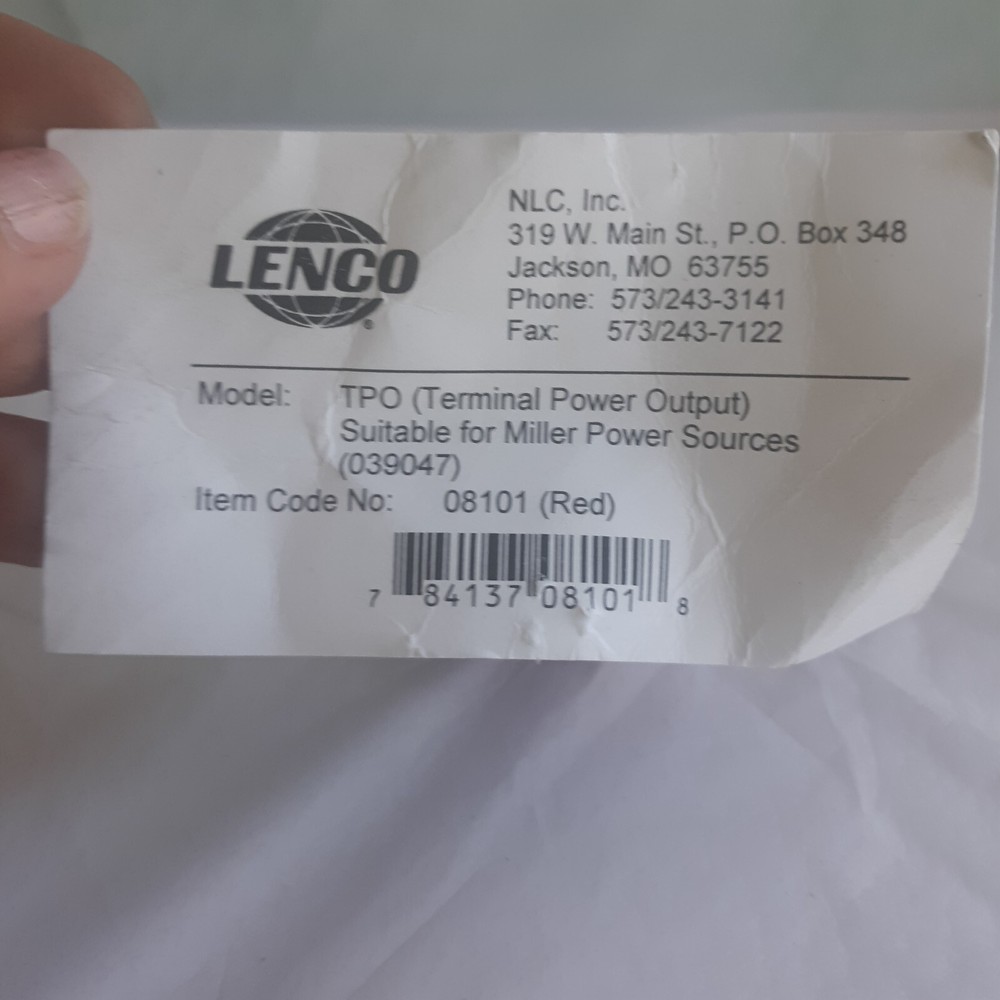 LENCO
®
NLC, Inc.
319 W. Main St., P.O. Box 348
Jackson, MO 63755
Phone: 573/243-3141
Fax: 573/243-7122
Model: TPO (Terminal Power Output)
Suitable for Miller Power Sources
(039047)
Item Code No: 08101 (Red)
7 84137 08101 8